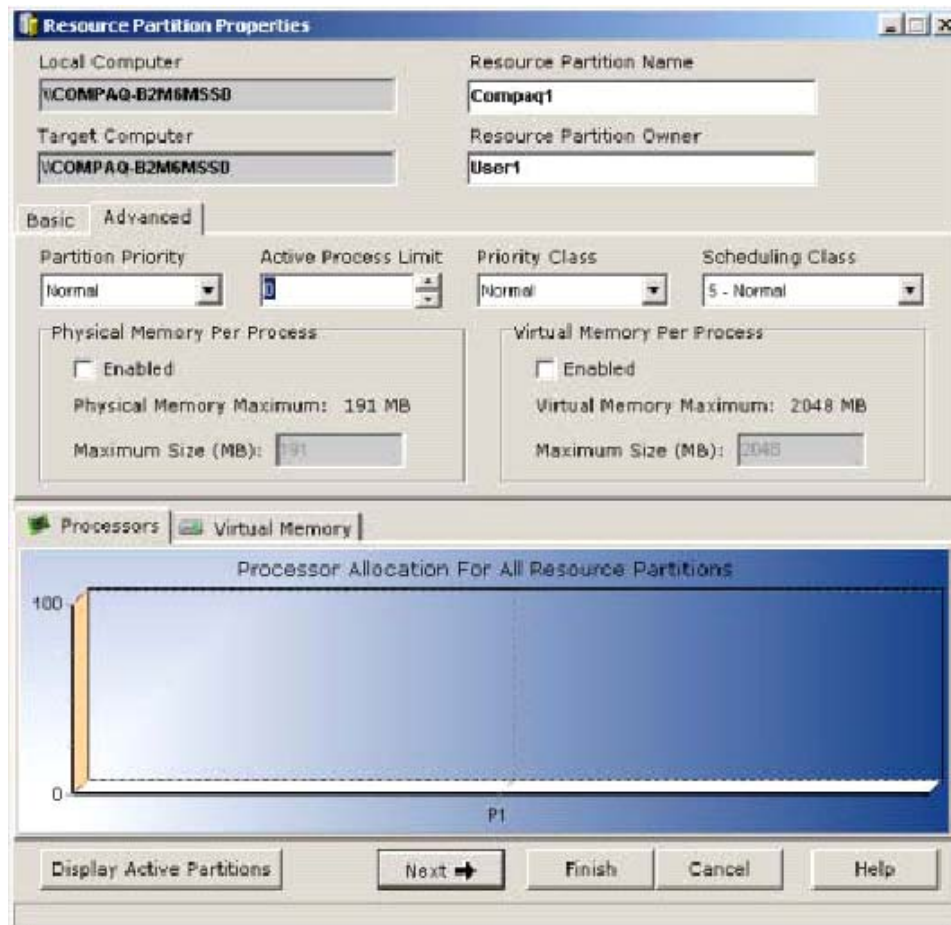 Resource Partition Properties
Local Computer
Resource Partition Name
\\COMPAQ-B2M6MSSD
Compaq1
Target Computer
Resource Partition Owner
\\COMPAQ-B2M6MSSD
User1
Basic Advanced
Partition Priority Active Process Limit Priority Class Scheduling Class
Normal 0 Normal 5 - Normal
Physical Memory Per Process
Virtual Memory Per Process
Enabled
Enabled
Physical Memory Maximum: 191 MB
Virtual Memory Maximum: 2048 MB
Maximum Size (MB): 191
Maximum Size (MB): 2048
Processors Virtual Memory
Processor Allocation For All Resource Partitions
100
0
P1
Display Active Partitions Next Finish Cancel Help